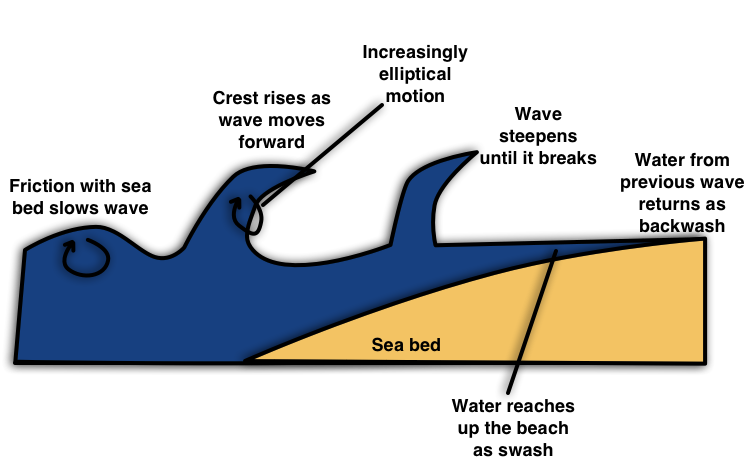 Increasingly
elliptical
motion
Crest rises as
wave moves
forward
Wave
steepens
until it breaks
Water from
previous wave
returns as
backwash
Friction with sea
bed slows wave
Sea bed
Water reaches
up the beach
as swash